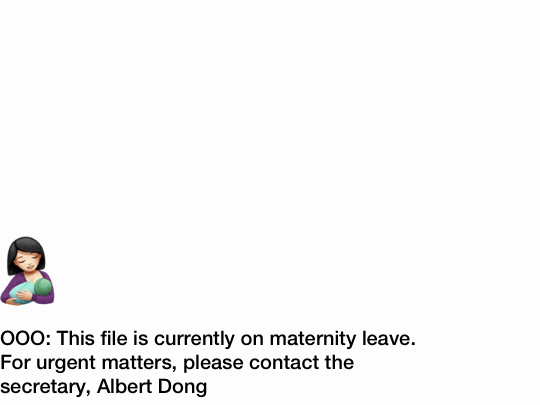 OOO: This file is currently on maternity leave.
For urgent matters, please contact the
secretary, Albert Dong